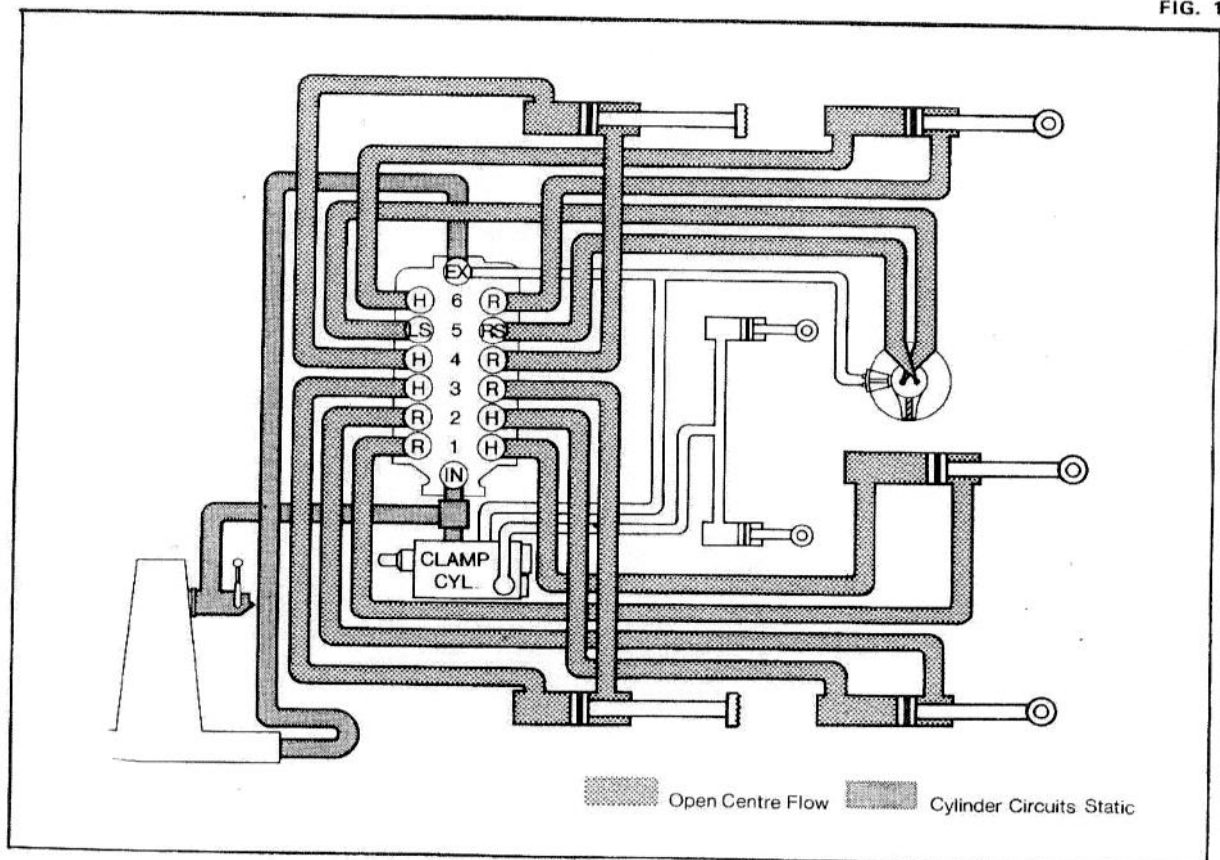 FIG. 1
EX
H 6 R
LS 5 RS
H 4 R
H 3 R
R 2 H
R 1 H
IN
CLAMP
CYL.
Open Centre Flow
Cylinder Circuits Static